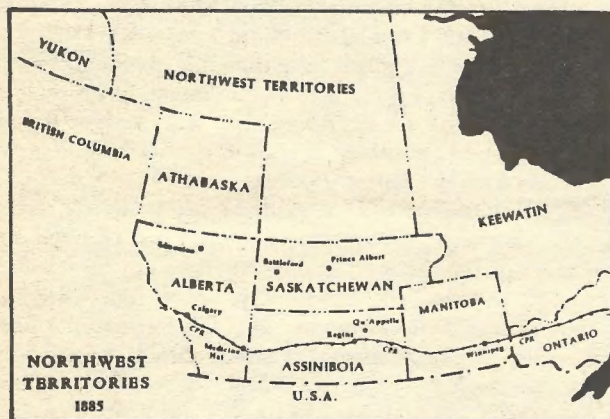 YUKON
NORTHWEST TERRITORIES
BRITISH COLUMBIA
ATHABASKA
KEEWATIN
Edmonton
Battleford
Prince Albert
ALBERTA
SASKATCHEWAN
MANITOBA
Calgary
CPR
Qu'Appelle
Regina
Medicine
Hat
CPR
Winnipeg
CPR
ONTARIO
ASSINIBOIA
NORTHWEST
TERRITORIES
1885
U.S.A.